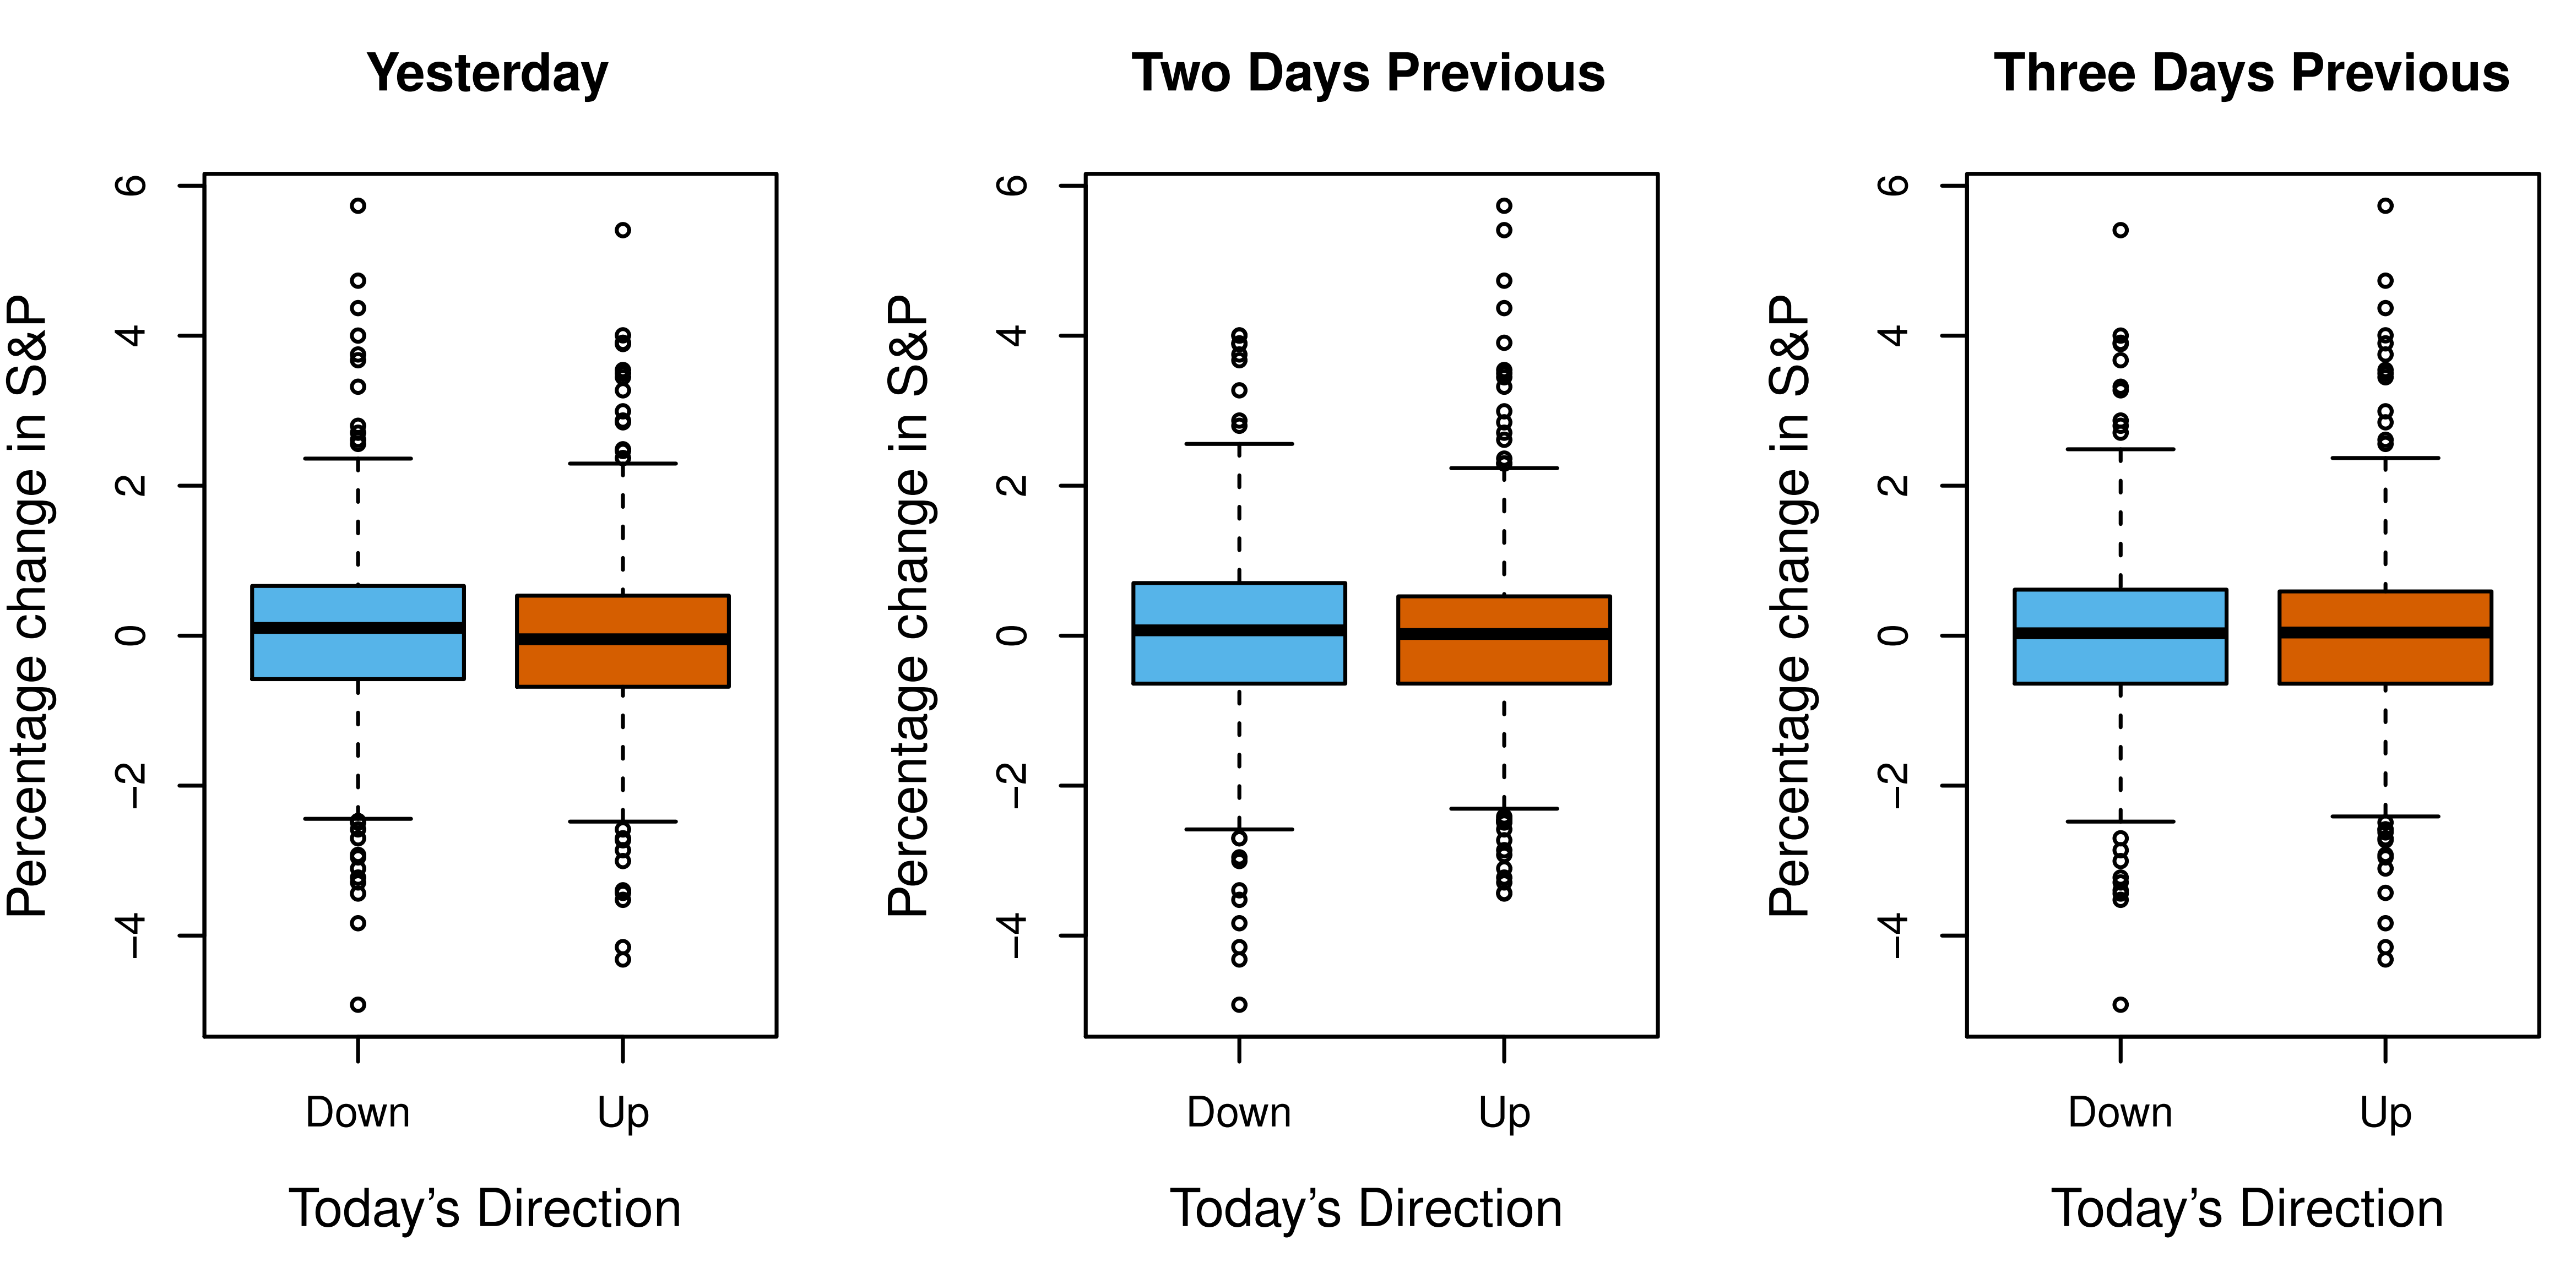 Yesterday
Percentage change in S&P
6
4
2
0
−2
−4
Down
Up
Today’s Direction
Two Days Previous
Percentage change in S&P
6
4
2
0
−2
−4
Down
Up
Today’s Direction
Three Days Previous
Percentage change in S&P
6
4
2
0
−2
−4
Down
Up
Today’s Direction